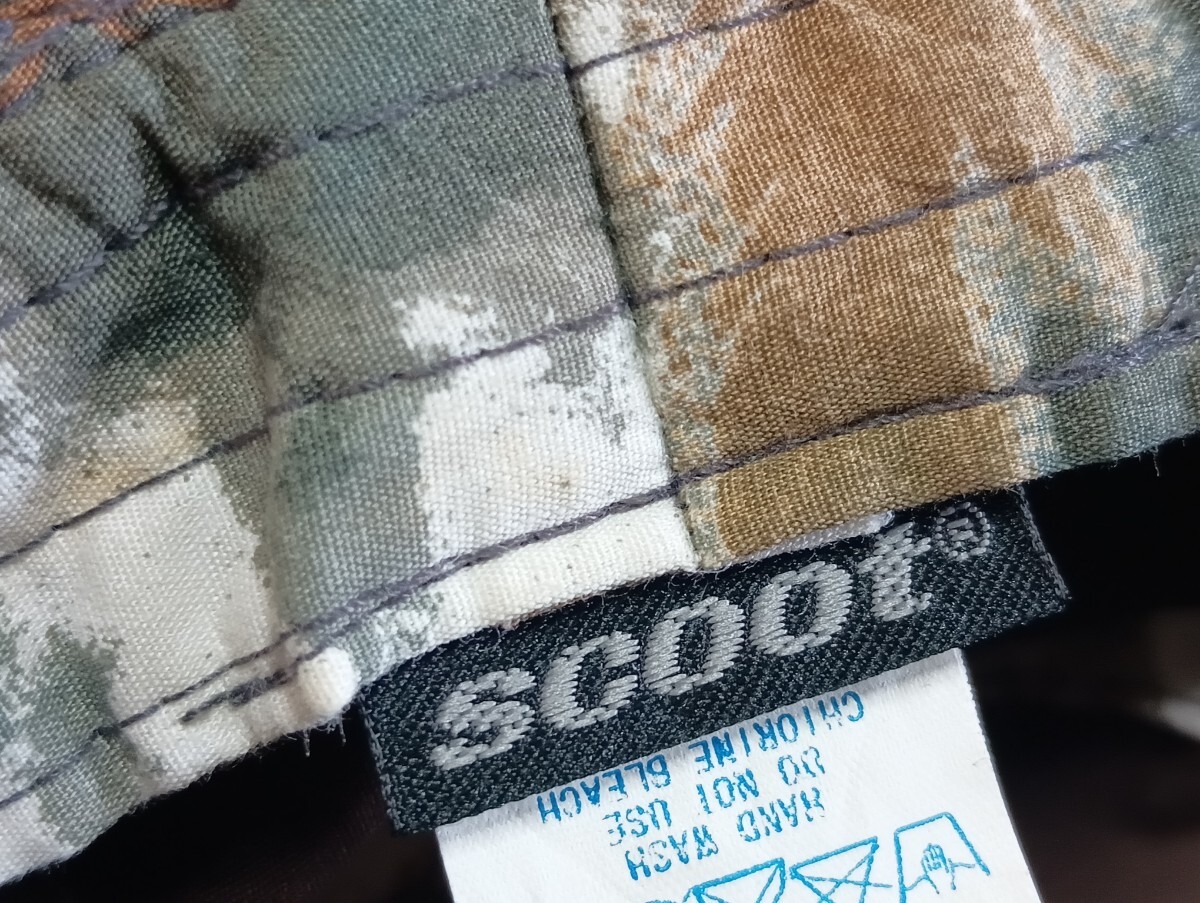 scoot®
HAND WASH
DO NOT USE
CHLORINE BLEACH